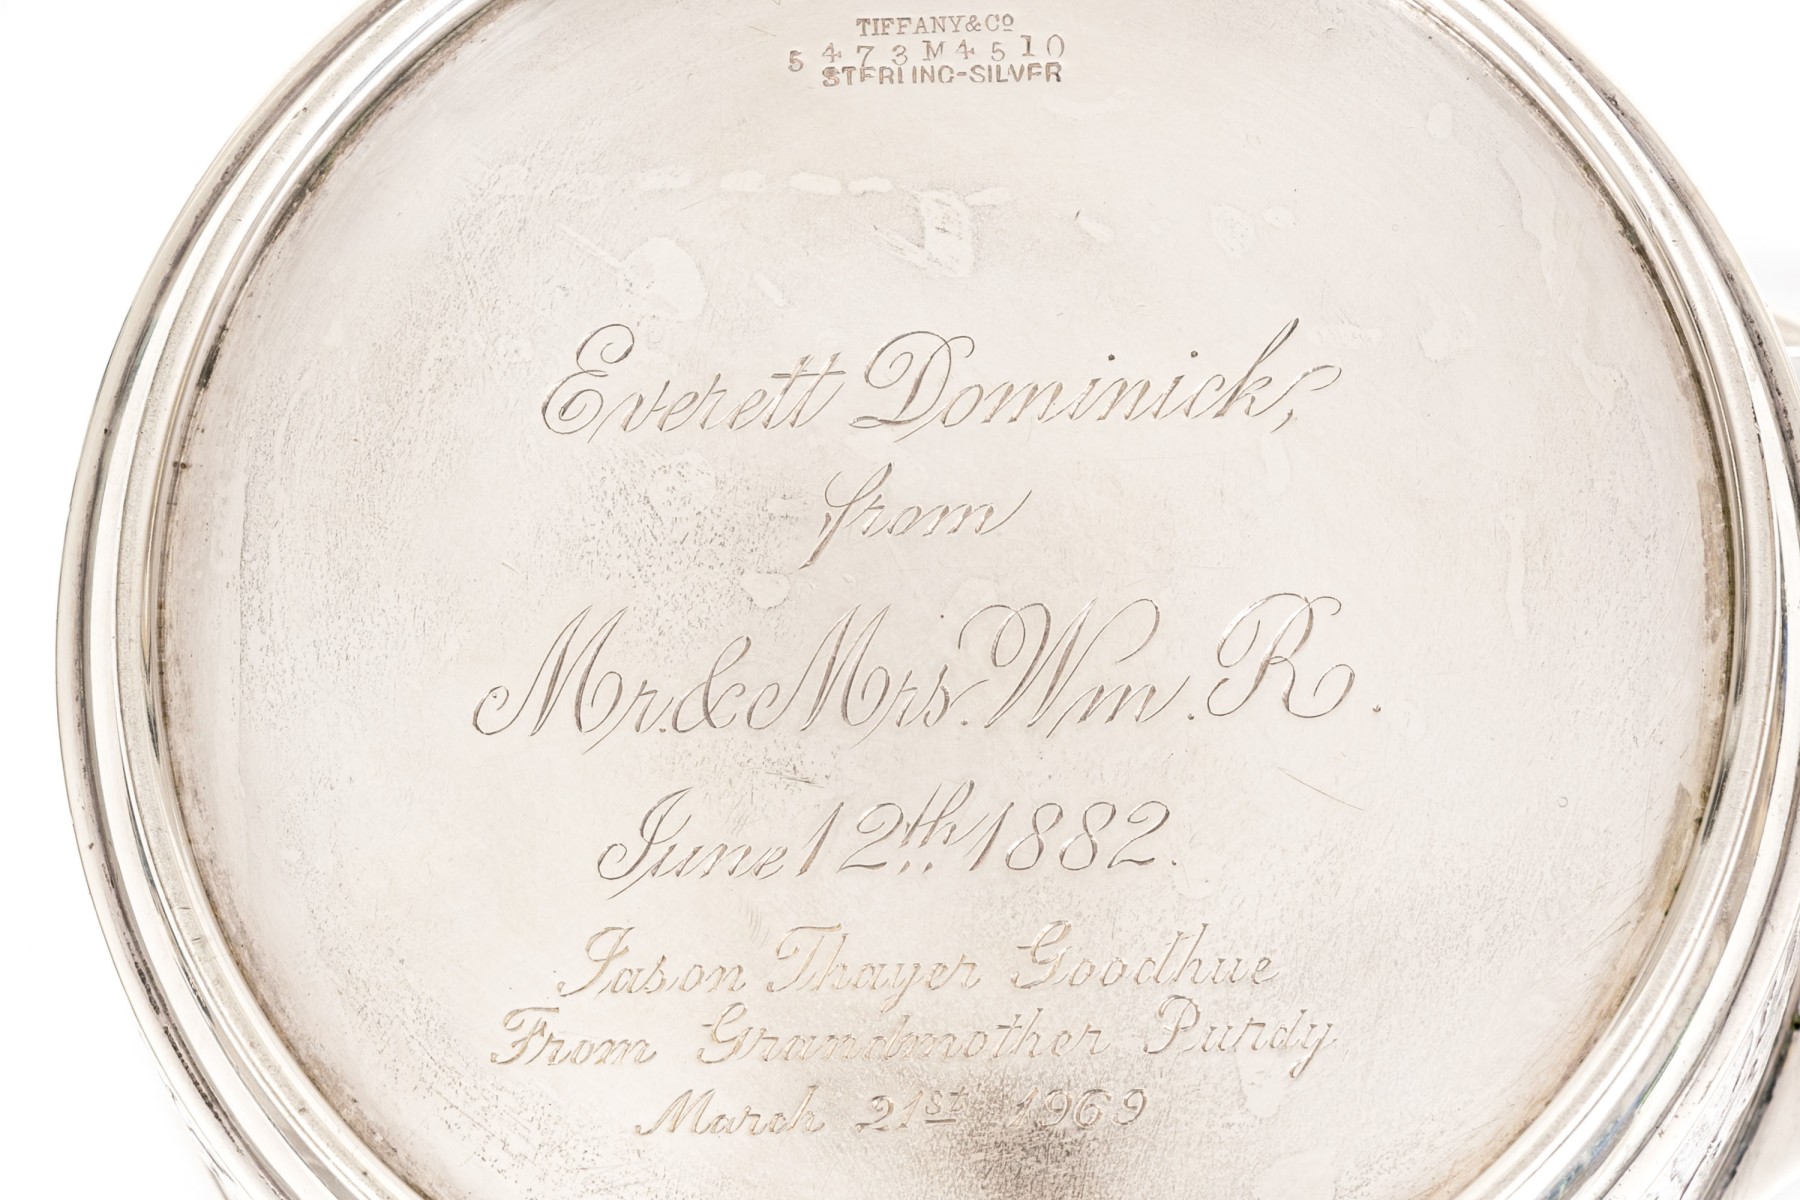 TIFFANY&Co
5473M4510
STERLING-SILVER
Everett Dominick,
from
Mr. & Mrs. Wm. R.
June 12th 1882.
Jason Thayer Goodhue
From Grandmother Purdy
March 21st 1969